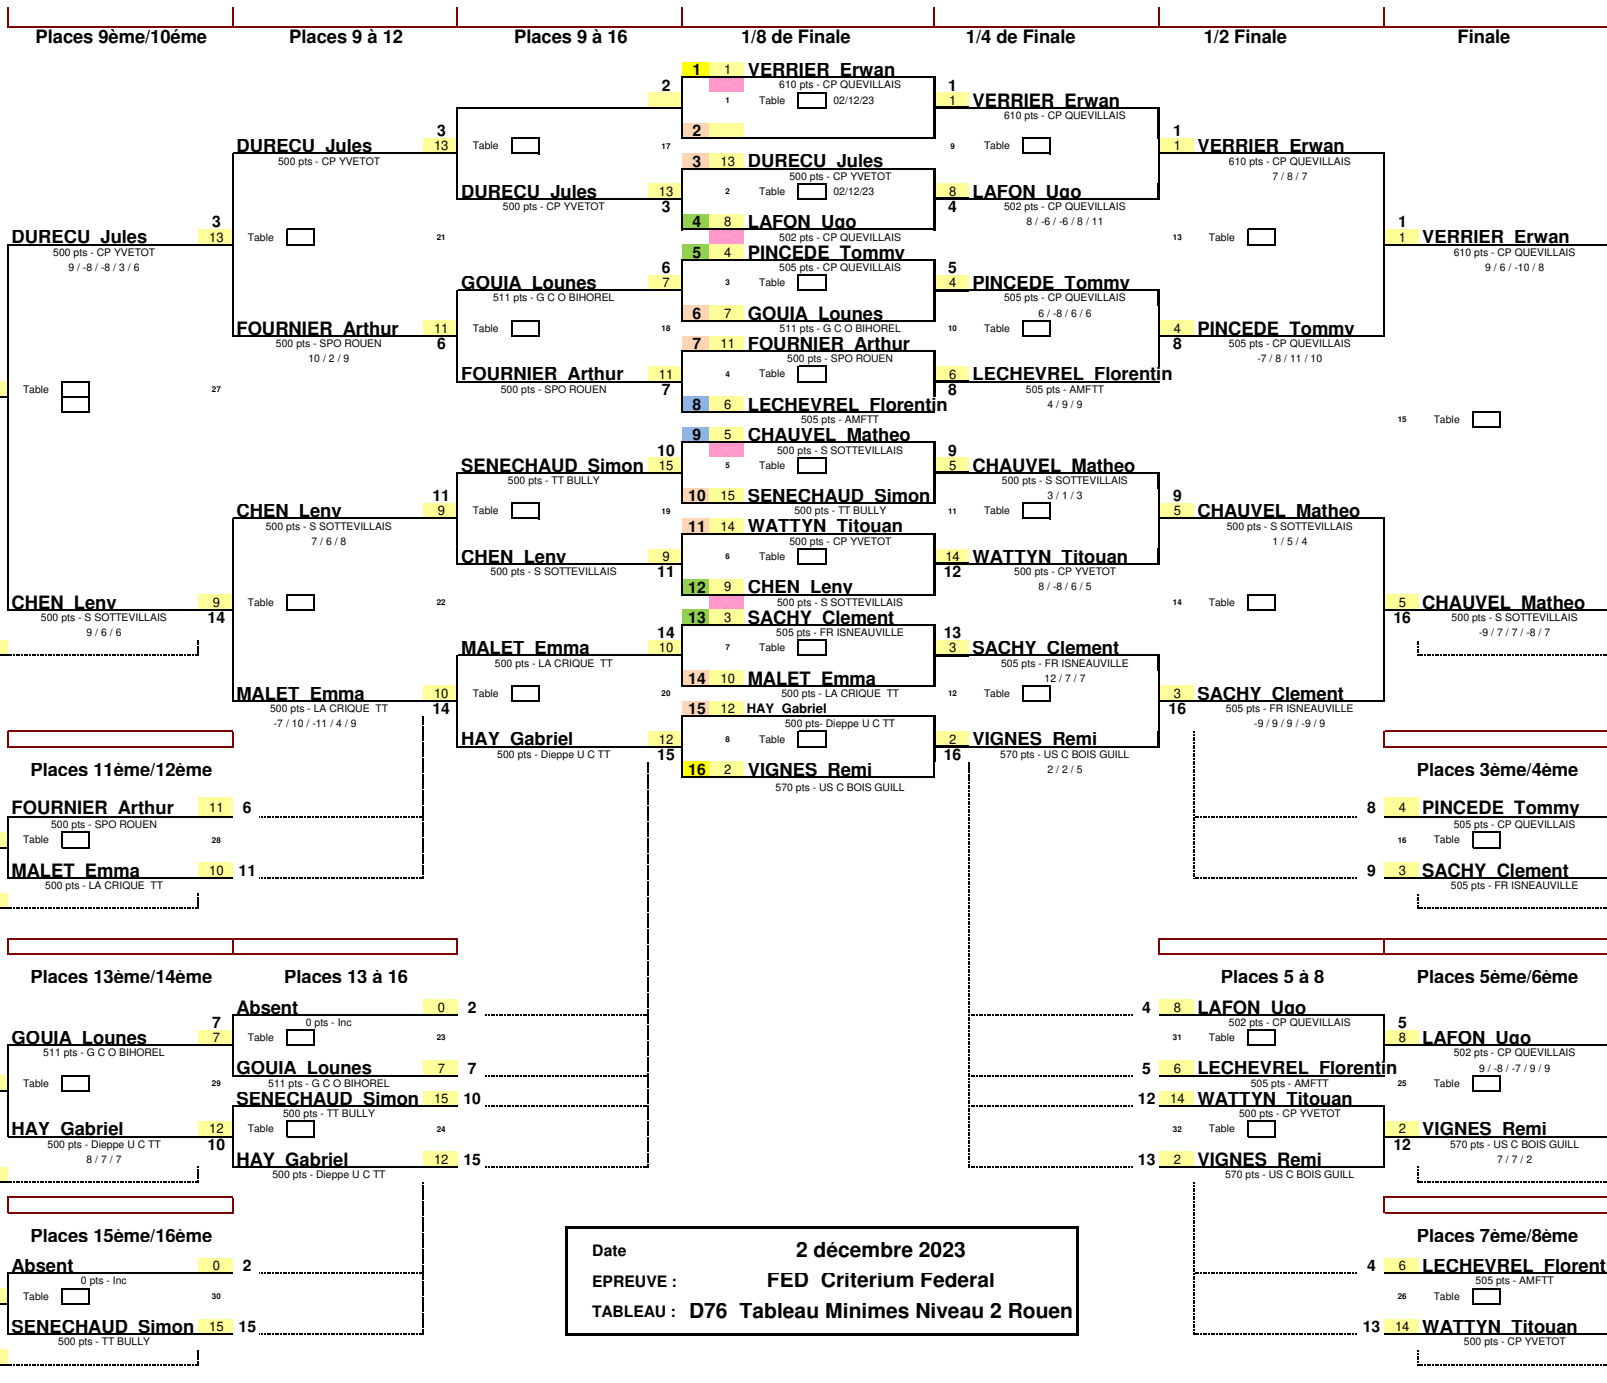 Places 9ème/10éme
Places 9 à 12
Places 9 à 16
1/8 de Finale
1/4 de Finale
1/2 Finale
Finale
1 1 VERRIER Erwan
2 610 pts - CP QUEVILLAIS 1
1 Table 02/12/23 1 VERRIER Erwan
610 pts - CP QUEVILLAIS
3 2 1
DURECU Jules 13 Table 17 9 Table 1 VERRIER Erwan
500 pts - CP YVETOT 3 13 DURECU Jules 610 pts - CP QUEVILLAIS
500 pts - CP YVETOT 7 / 8 / 7
DURECU Jules 13 2 Table 02/12/23 8 LAFON Ugo
500 pts - CP YVETOT 3 4 502 pts - CP QUEVILLAIS
3 4 8 LAFON Ugo 8 / -6 / -6 / 8 / 11 1
DURECU Jules 13 Table 21 502 pts - CP QUEVILLAIS 13 Table 1 VERRIER Erwan
500 pts - CP YVETOT 5 4 PINCEDE Tommy 610 pts - CP QUEVILLAIS
9 / -8 / -8 / 3 / 6 6 505 pts - CP QUEVILLAIS 5 9 / 6 / -10 / 8
GOUIA Lounes 7 3 Table 4 PINCEDE Tommy
511 pts - G C O BIHOREL 505 pts - CP QUEVILLAIS
6 7 GOUIA Lounes 6 / -8 / 6 / 6
FOURNIER Arthur 11 Table 18 511 pts - G C O BIHOREL 10 Table 4 PINCEDE Tommy
500 pts - SPO ROUEN 6 7 11 FOURNIER Arthur 8 505 pts - CP QUEVILLAIS
10 / 2 / 9 500 pts - SPO ROUEN -7 / 8 / 11 / 10
FOURNIER Arthur 11 4 Table 6 LECHEVREL Florentin
Table 27 500 pts - SPO ROUEN 7 8 505 pts - AMFTT
8 6 LECHEVREL Florentin 4 / 9 / 9
505 pts - AMFTT 15 Table
9 5 CHAUVEL Matheo
10 500 pts - S SOTTEVILLAIS 9
SENECHAUD Simon 15 5 Table 5 CHAUVEL Matheo
500 pts - TT BULLY 500 pts - S SOTTEVILLAIS
11 10 15 SENECHAUD Simon 3 / 1 / 3 9
CHEN Leny 9 Table 19 500 pts - TT BULLY 11 Table 5 CHAUVEL Matheo
500 pts - S SOTTEVILLAIS 11 14 WATTYN Titouan 500 pts - S SOTTEVILLAIS
7 / 6 / 8 500 pts - CP YVETOT 1 / 5 / 4
CHEN Leny 9 6 Table 14 WATTYN Titouan
500 pts - S SOTTEVILLAIS 11 12 500 pts - CP YVETOT
12 9 CHEN Leny 8 / -8 / 6 / 5
CHEN Leny 9 Table 22 500 pts - S SOTTEVILLAIS 14 Table 5 CHAUVEL Matheo
500 pts - S SOTTEVILLAIS 14 13 3 SACHY Clement 16 500 pts - S SOTTEVILLAIS
9 / 6 / 6 14 505 pts - FR ISNEAUVILLE 13 -9 / 7 / 7 / -8 / 7
MALET Emma 10 7 Table 3 SACHY Clement
500 pts - LA CRIQUE TT 505 pts - FR ISNEAUVILLE
14 10 MALET Emma 12 / 7 / 7
MALET Emma 10 Table 20 500 pts - LA CRIQUE TT 12 Table 3 SACHY Clement
500 pts - LA CRIQUE TT 14 15 12 HAY Gabriel 16 505 pts - FR ISNEAUVILLE
-7 / 10 / -11 / 4 / 9 500 pts- Dieppe U C TT -9 / 9 / 9 / -9 / 9
HAY Gabriel 12 8 Table 2 VIGNES Remi
500 pts - Dieppe U C TT 15 16 570 pts - US C BOIS GUILL
Places 11ème/12ème 16 2 VIGNES Remi 2 / 2 / 5 Places 3ème/4ème
570 pts - US C BOIS GUILL
FOURNIER Arthur 11 6 8 4 PINCEDE Tommy
500 pts - SPO ROUEN 505 pts - CP QUEVILLAIS
Table 28 16 Table
MALET Emma 10 11 9 3 SACHY Clement
500 pts - LA CRIQUE TT 505 pts - FR ISNEAUVILLE
Places 13ème/14ème Places 13 à 16 Places 5 à 8 Places 5ème/6ème
Absent 0 2 4 8 LAFON Ugo
7 0 pts - Inc 502 pts - CP QUEVILLAIS 5
GOUIA Lounes 7 Table 23 31 Table 8 LAFON Ugo
511 pts - G C O BIHOREL 502 pts - CP QUEVILLAIS
GOUIA Lounes 7 7 5 6 LECHEVREL Florentin 9 / -8 / -7 / 9 / 9
Table 29 511 pts - G C O BIHOREL 505 pts - AMFTT 25 Table
SENECHAUD Simon 15 10 12 14 WATTYN Titouan
500 pts - TT BULLY 500 pts - CP YVETOT
HAY Gabriel 12 Table 24 32 Table 2 VIGNES Remi
500 pts - Dieppe U C TT 10 12 570 pts - US C BOIS GUILL
8 / 7 / 7 HAY Gabriel 12 15 13 2 VIGNES Remi 7 / 7 / 2
500 pts - Dieppe U C TT 570 pts - US C BOIS GUILL
Places 15ème/16ème Places 7ème/8ème
Absent 0 2 4 6 LECHEVREL Florent
0 pts - Inc 505 pts - AMFTT
Table 30 26 Table
SENECHAUD Simon 15 15 13 14 WATTYN Titouan
500 pts - TT BULLY 500 pts - CP YVETOT
Date 2 décembre 2023
EPREUVE : FED Criterium Federal
TABLEAU : D76 Tableau Minimes Niveau 2 Rouen